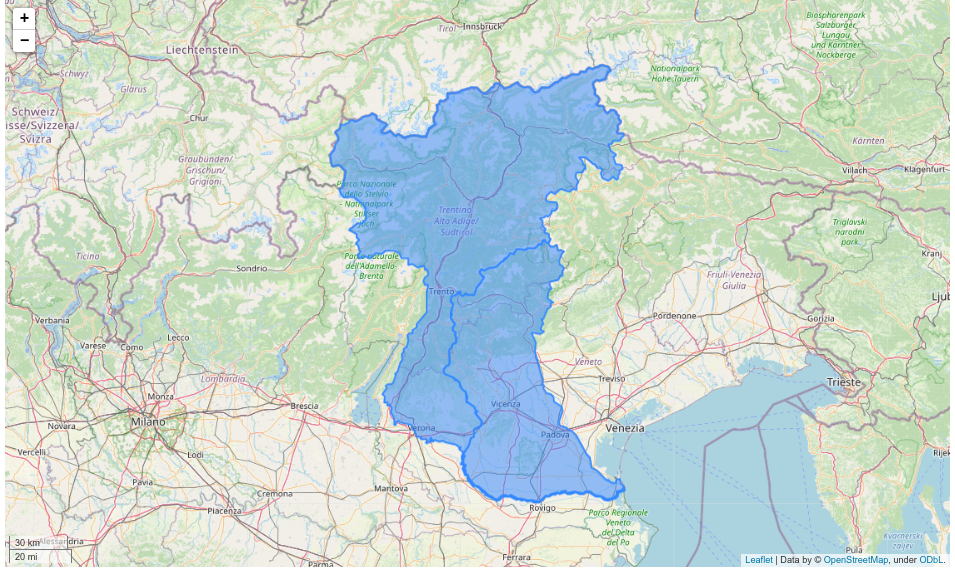 +
−
Tirol
Innsbruck
Biosphärenpark
Salzburger
Lungau
und Kärntner
Nockberge
Liechtenstein
Schwyz
Glarus
Nationalpark
Hohe Tauern
Schweiz/
isse/Svizzera/
Svizra
Chur
Kärnten
Graubünden/
Grischun/
Grigioni
Villach
Klagenfurt
Parco Nazionale
dello Stelvio
- Nationalpark
Stilfser
Joch
Trentino
Alto Adige/
Südtirol
Triglavski
narodni
park
Ticino
Kranj
Sondrio
Parco Naturale
dell'Adamello-
Brenta
Friuli-Venezia
Giulia
Trento
Ljub
Verbania
Pordenone
Gorizia
Varese
Como
Lecco
Veneto
Lombardia
Treviso
Trieste
Monza
Brescia
Vicenza
Novara
Milano
Verona
Padova
Venezia
Vercelli
Lodi
Rijek
Pavia
Mantova
Cremona
Rovigo
Piacenza
Parco Regionale
Veneto
del Delta
del Po
30 km
20 mi
Alessandria
Parma
Ferrara
Pula
Kvarnerski
zaljev
Leaflet | Data by © OpenStreetMap, under ODbL.